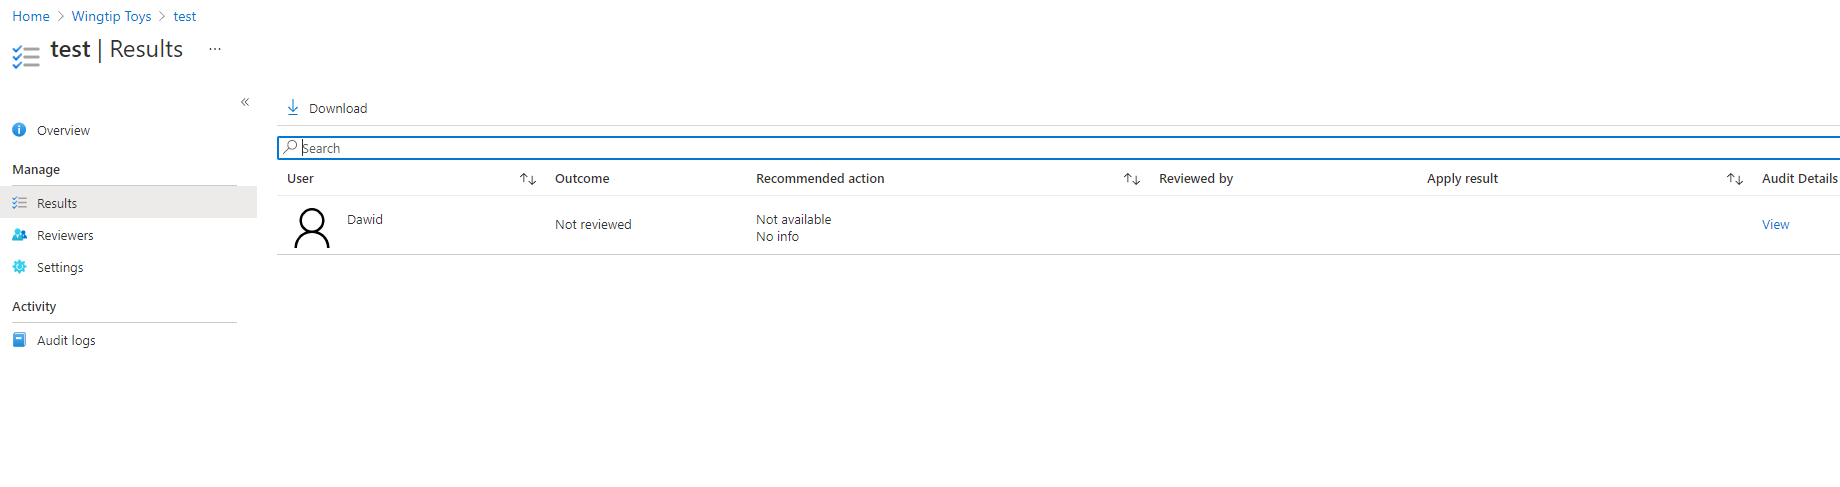 Home > Wingtip Toys > test
test | Results ...
«
Overview
Manage
Results
Reviewers
Settings
Activity
Audit logs
Download
Search
User Outcome Recommended action Reviewed by Apply result Audit Details
Dawid Not reviewed Not available View
No info